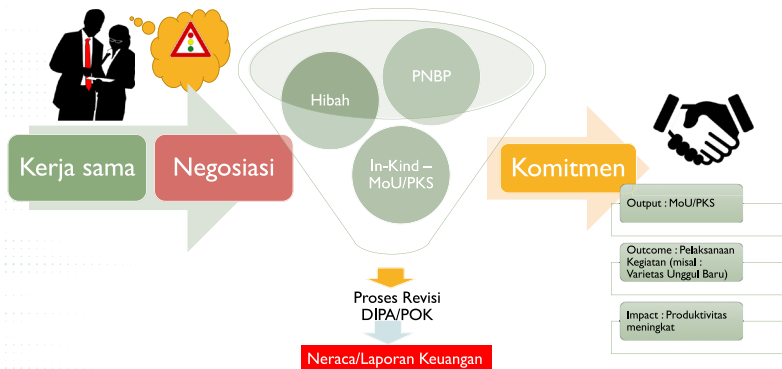 Kerja sama
Negosiasi
Hibah
PNBP
In-Kind –
MoU/PKS
Proses Revisi
DIPA/POK
Neraca/Laporan Keuangan
Komitmen
Output : MoU/PKS
Outcome : Pelaksanaan
Kegiatan (misal :
Varietas Unggul Baru)
Impact : Produktivitas
meningkat